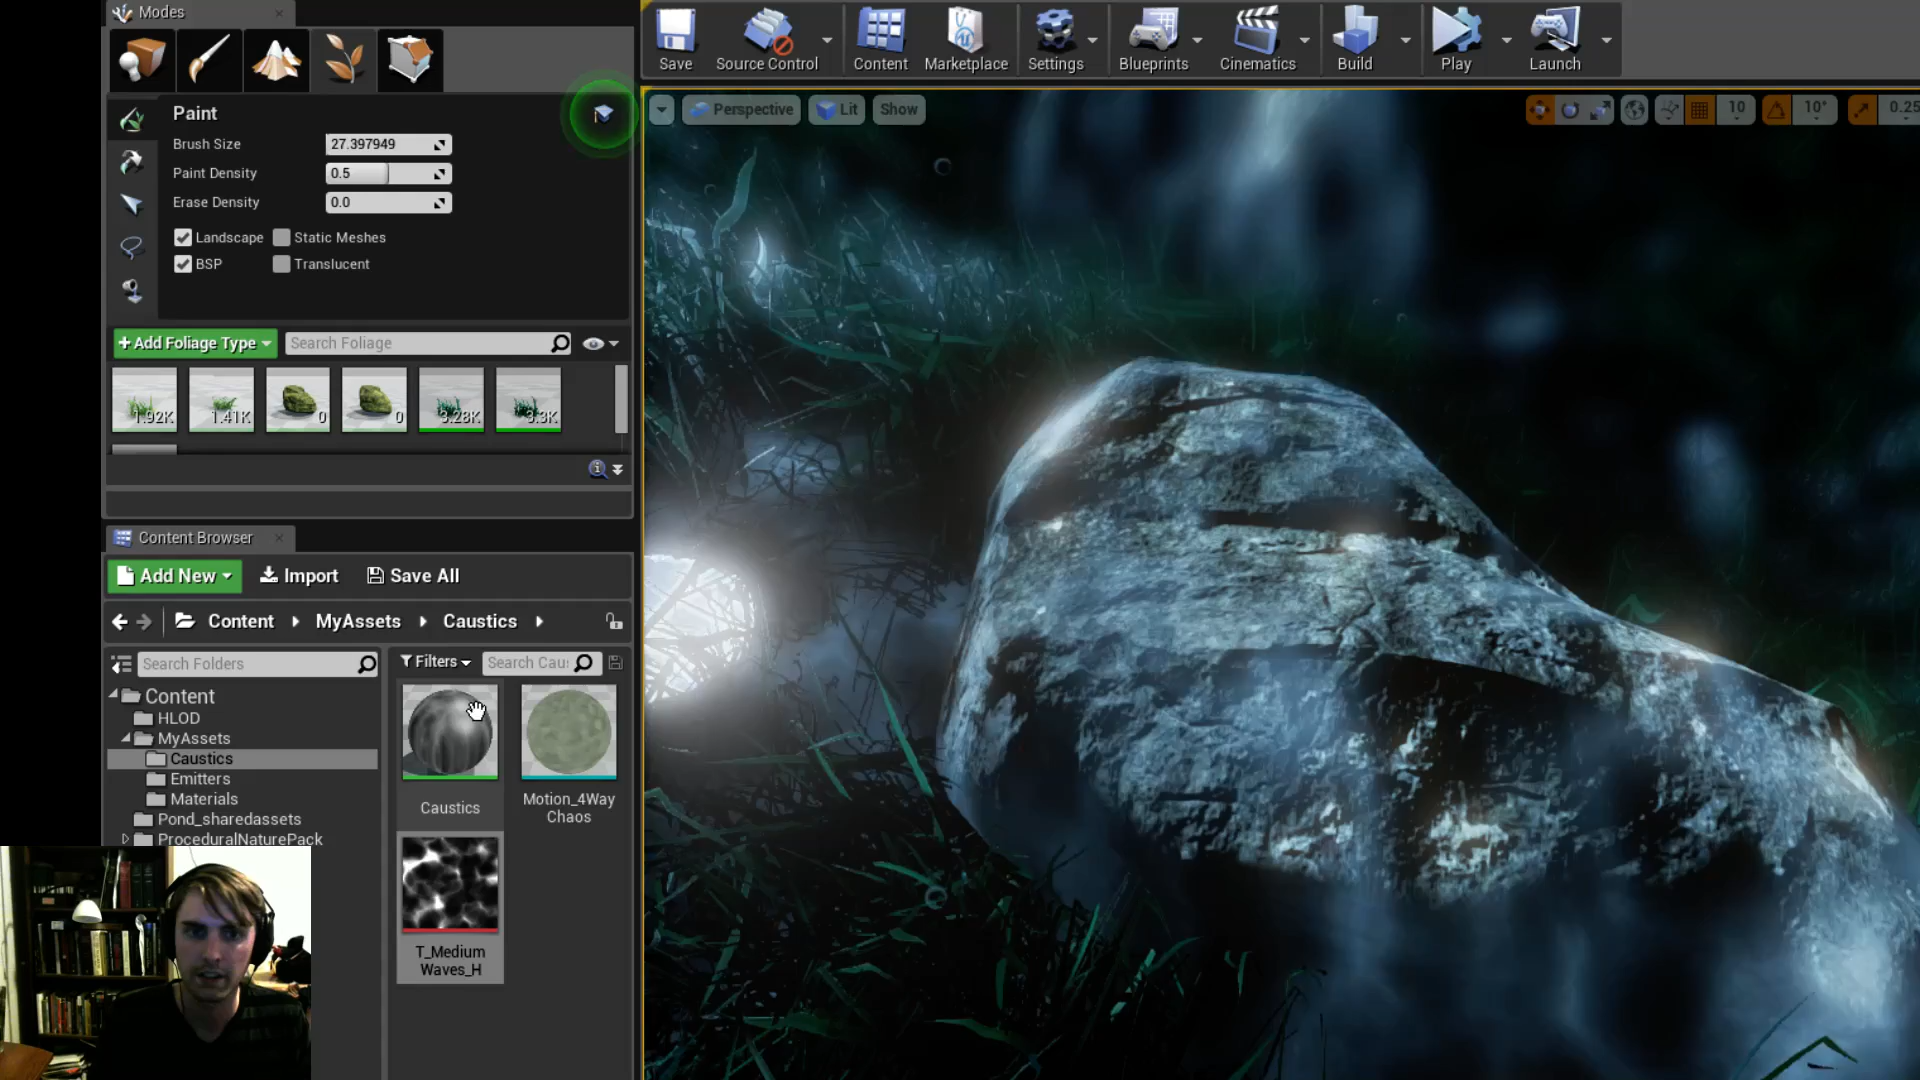 Modes
Paint
Brush Size 27.397949
Paint Density 0.5
Erase Density 0.0
Landscape Static Meshes
BSP Translucent
+Add Foliage Type Search Foliage
1.92K 1.41K 0 0 3.28K 3.3K
Content Browser
Add New Import Save All
Content MyAssets Caustics
Search Folders
Filters Search Cau
Content
HLOD
MyAssets
Caustics
Emitters
Materials
Pond_sharedassets
ProceduralNaturePack
Caustics
Motion_4Way
Chaos
T_Medium
Waves_H
Save Source Control Content Marketplace Settings Blueprints Cinematics Build Play Launch
Perspective Lit Show 10 10° 0.25